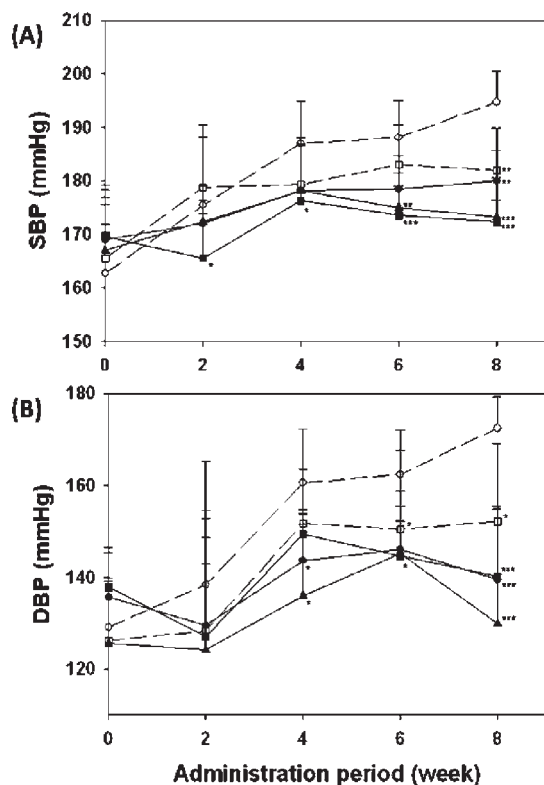 (A)
SBP (mmHg)
210
200
190
180
170
160
150
0 2 4 6 8
* * ** *** ** ** *** ***
(B)
DBP (mmHg)
180
160
140
120
0 2 4 6 8
* * * * * *** *** ***
Administration period (week)